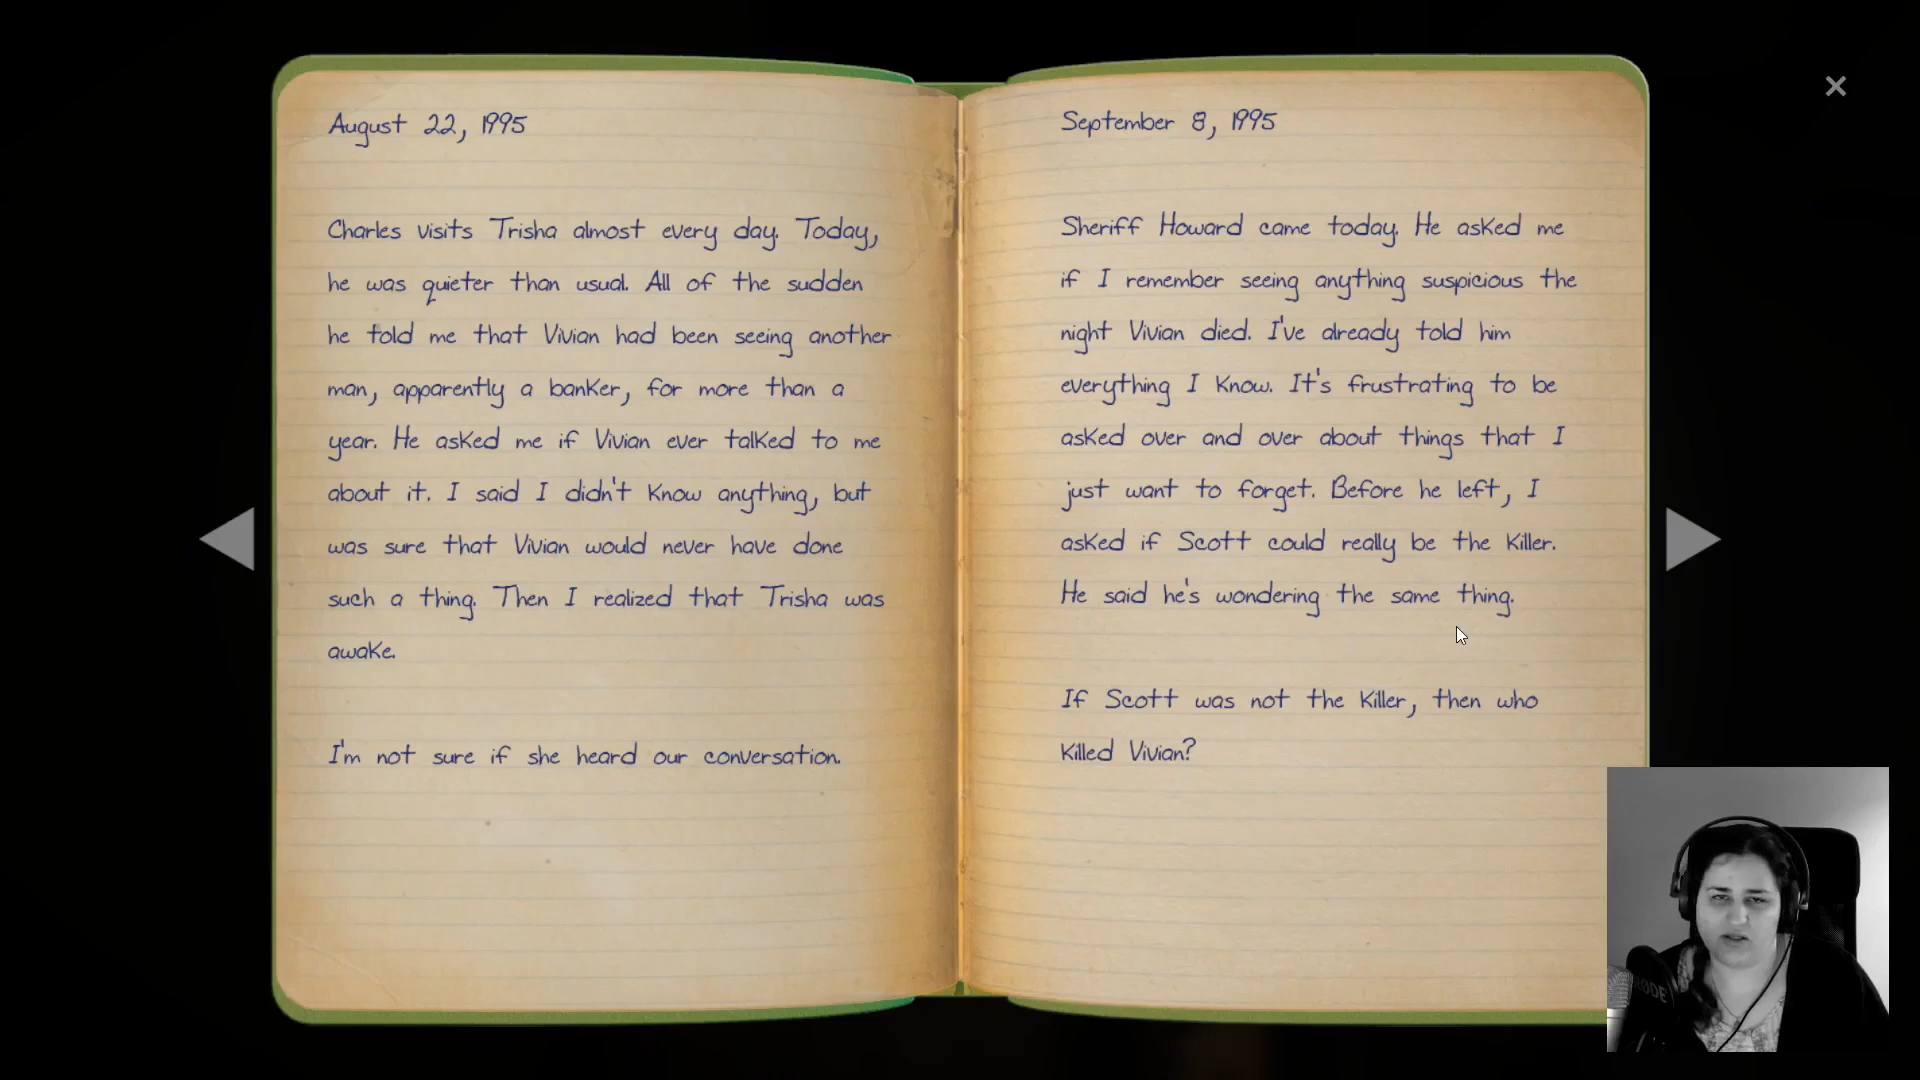 August 22, 1995
Charles visits Trisha almost every day. Today,
he was quieter than usual. All of the sudden
he told me that Vivian had been seeing another
man, apparently a banker, for more than a
year. He asked me if Vivian ever talked to me
about it. I said I didn't know anything, but
was sure that Vivian would never have done
such a thing. Then I realized that Trisha was
awake.
I'm not sure if she heard our conversation.
September 8, 1995
Sheriff Howard came today. He asked me
if I remember seeing anything suspicious the
night Vivian died. I've already told him
everything I know. It's frustrating to be
asked over and over about things that I
just want to forget. Before he left, I
asked if Scott could really be the killer.
He said he's wondering the same thing.
If Scott was not the killer, then who
killed Vivian?
RØDE